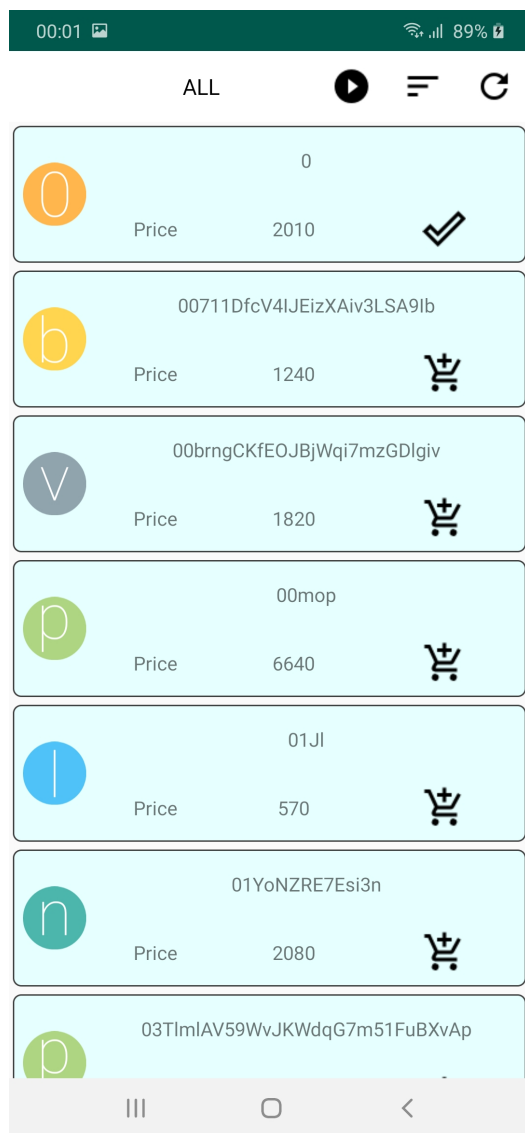 00:01 89%
ALL
0
0
Price 2010
00711DfcV4IJEizXAiv3LSA9Ib
b
Price 1240
00brngCKfEOJBjWqi7mzGDlgiv
v
Price 1820
00mop
p
Price 6640
01Jl
l
Price 570
01YoNZRE7Esi3n
n
Price 2080
03TlmlAV59WvJKWdqG7m51FuBXvAp
p